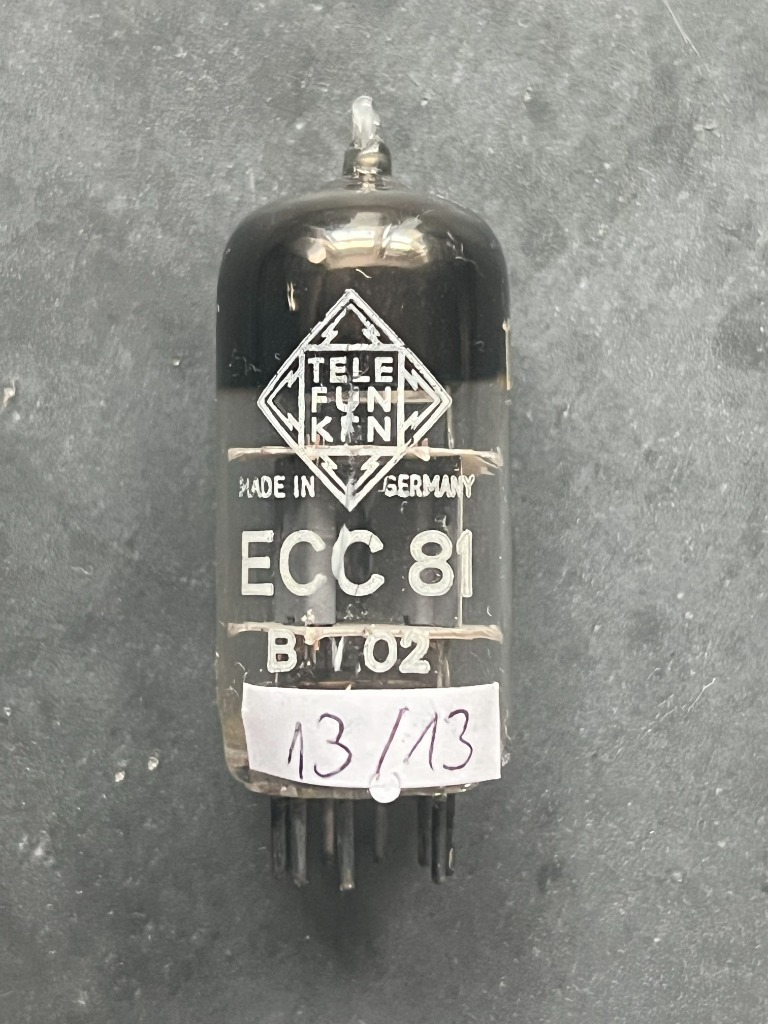 TELE
FUN
KEN
MADE IN GERMANY
ECC 81
13/13